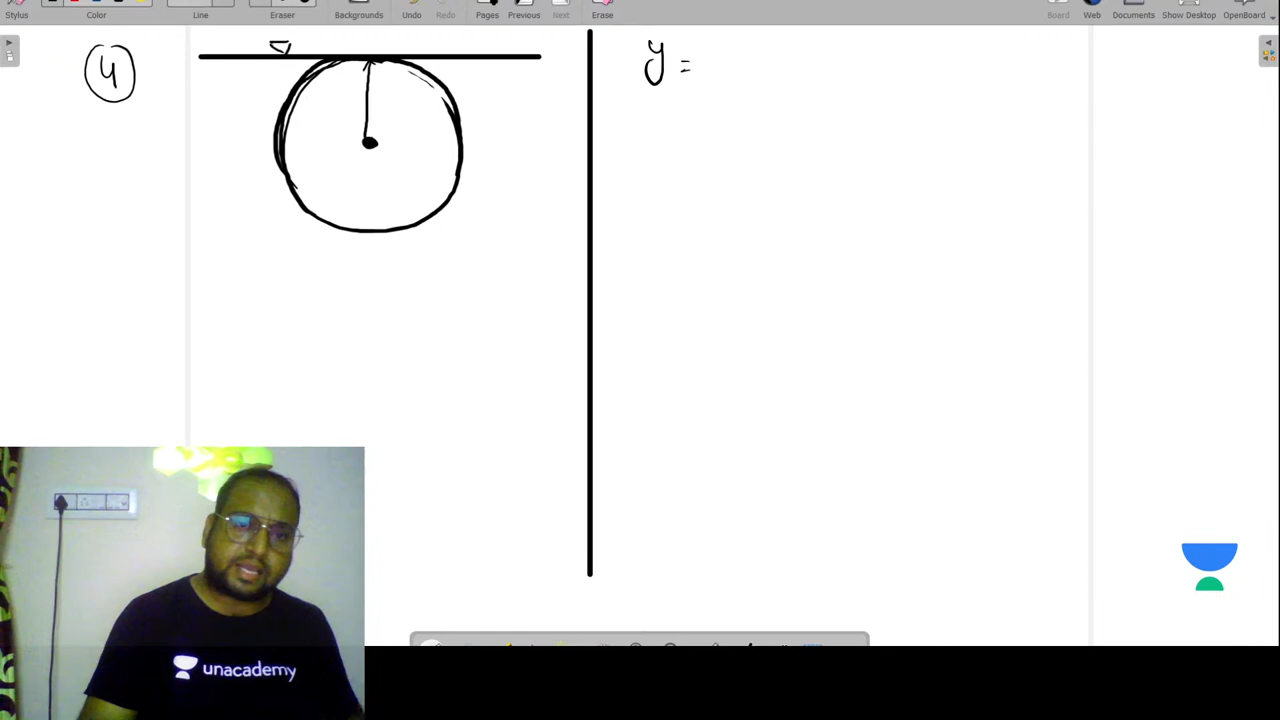 Stylus Color Line Eraser Backgrounds Undo Redo Pages Previous Next Erase Board Web Documents Show Desktop OpenBoard
4
y =
unacademy